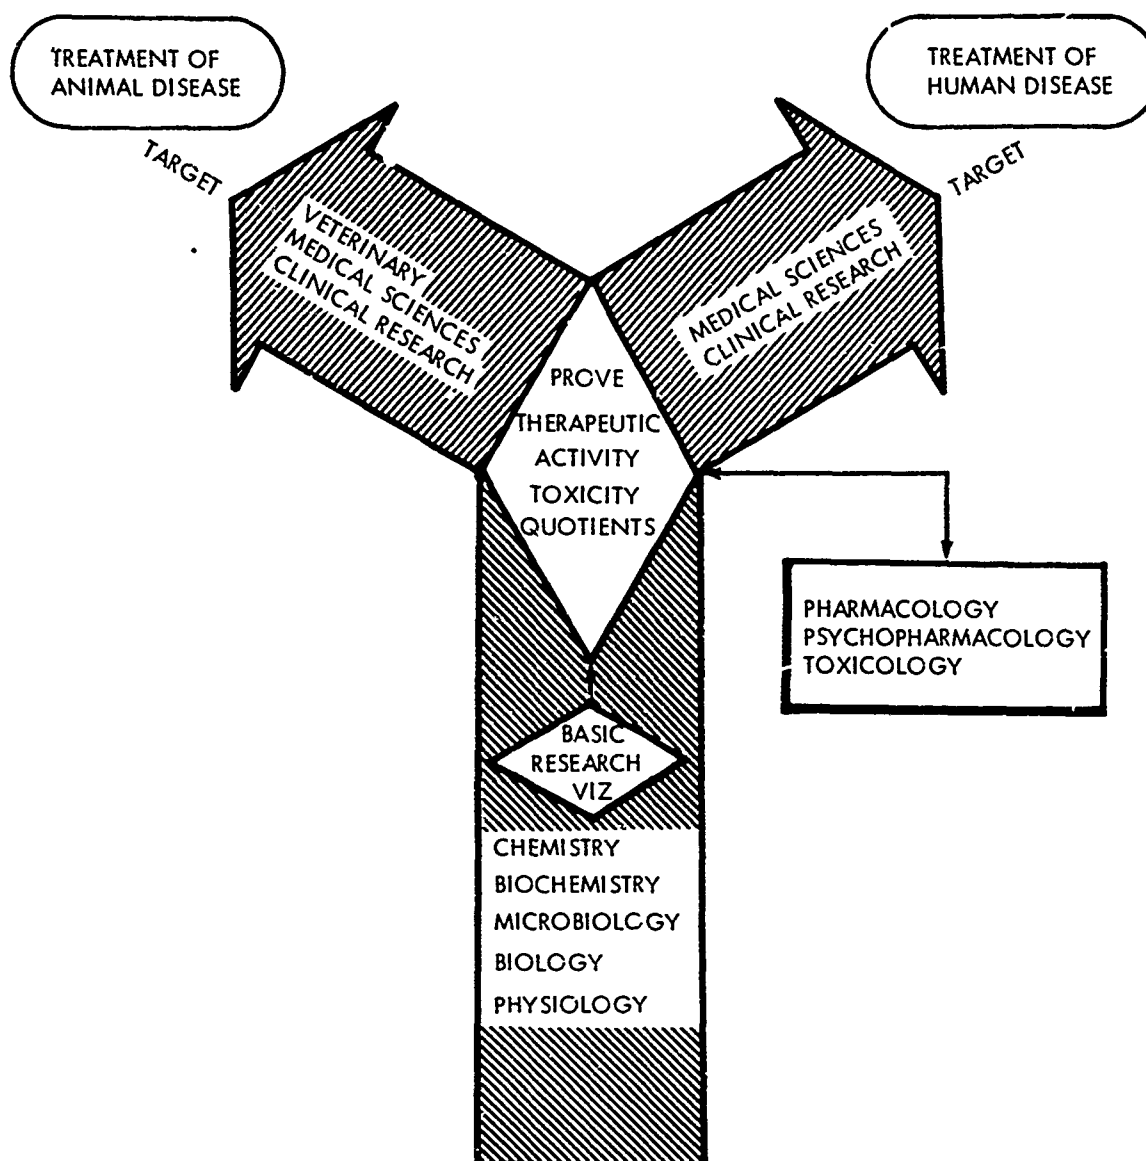 TREATMENT OF
ANIMAL DISEASE
TREATMENT OF
HUMAN DISEASE
TARGET
TARGET
VETERINARY
MEDICAL SCIENCES
CLINICAL RESEARCH
MEDICAL SCIENCES
CLINICAL RESEARCH
PROVE
THERAPEUTIC
ACTIVITY
TOXICITY
QUOTIENTS
PHARMACOLOGY
PSYCHOPHARMACOLOGY
TOXICOLOGY
BASIC
RESEARCH
VIZ
CHEMISTRY
BIOCHEMISTRY
MICROBIOLOGY
BIOLOGY
PHYSIOLOGY